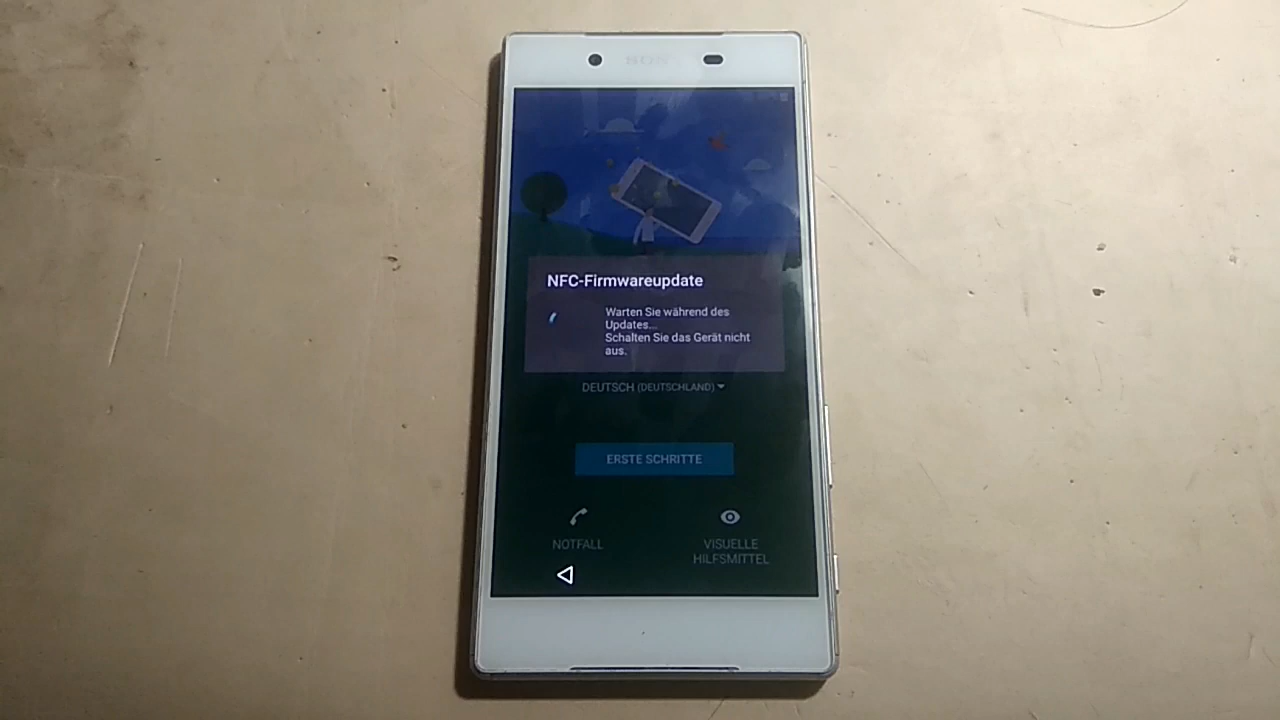 SONY
NFC-Firmwareupdate
Warten Sie während des
Updates...
Schalten Sie das Gerät nicht
aus.
DEUTSCH (DEUTSCHLAND)
ERSTE SCHRITTE
NOTFALL
VISUELLE
HILFSMITTEL